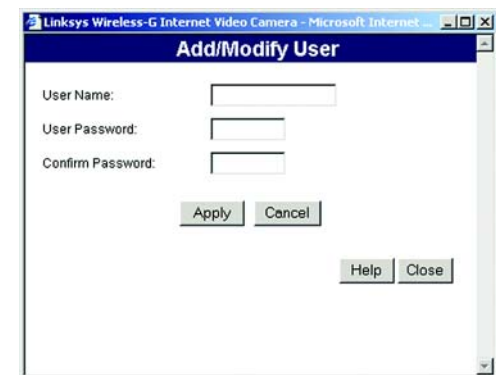 Linksys Wireless-G Internet Video Camera - Microsoft Internet ...
Add/Modify User
User Name:
User Password:
Confirm Password:
Apply Cancel
Help Close